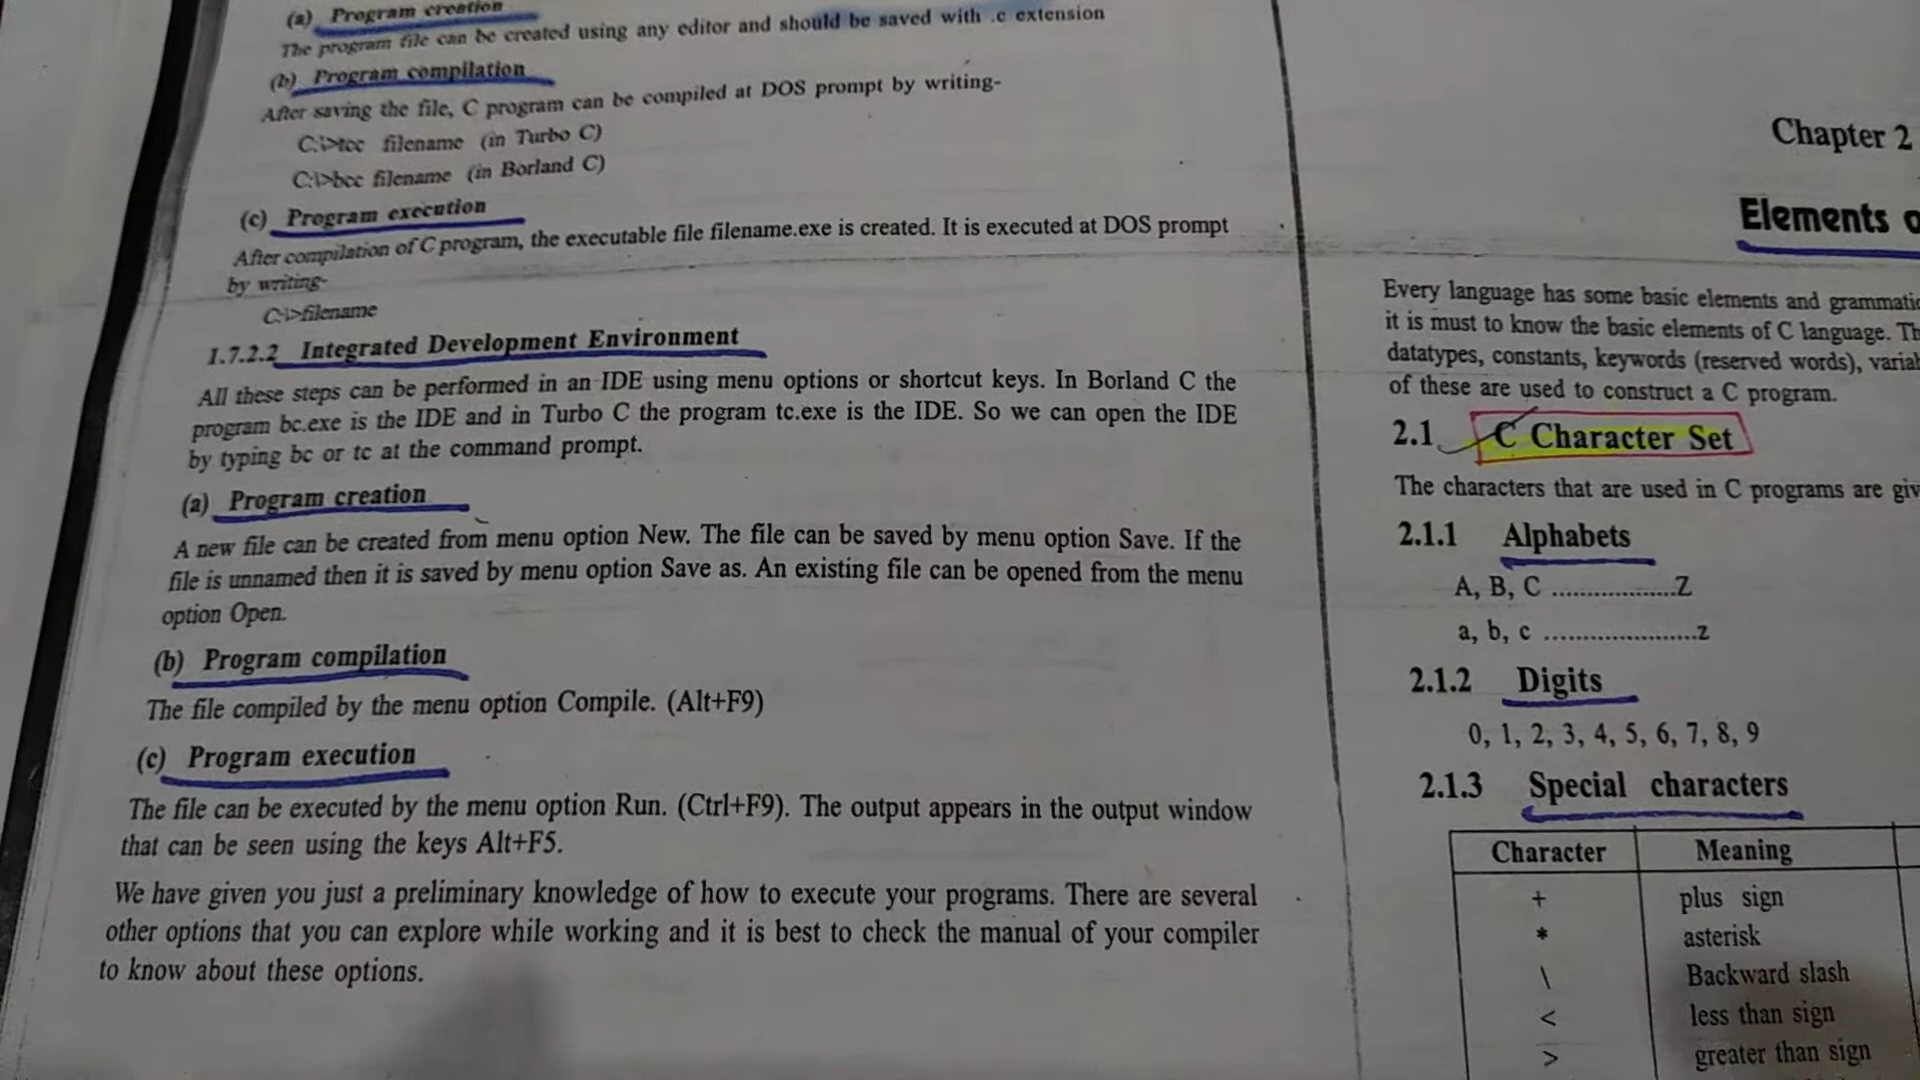 (a) Program creation
The program file can be created using any editor and should be saved with .c extension
(b) Program compilation
After saving the file, C program can be compiled at DOS prompt by writing-
C:\>tcc filename (in Turbo C)
C:\>bcc filename (in Borland C)
(c) Program execution
After compilation of C program, the executable file filename.exe is created. It is executed at DOS prompt
by writing-
C:\>filename
1.7.2.2 Integrated Development Environment
All these steps can be performed in an IDE using menu options or shortcut keys. In Borland C the
program bc.exe is the IDE and in Turbo C the program tc.exe is the IDE. So we can open the IDE
by typing bc or tc at the command prompt.
(a) Program creation
A new file can be created from menu option New. The file can be saved by menu option Save. If the
file is unnamed then it is saved by menu option Save as. An existing file can be opened from the menu
option Open.
(b) Program compilation
The file compiled by the menu option Compile. (Alt+F9)
(c) Program execution
The file can be executed by the menu option Run. (Ctrl+F9). The output appears in the output window
that can be seen using the keys Alt+F5.
We have given you just a preliminary knowledge of how to execute your programs. There are several
other options that you can explore while working and it is best to check the manual of your compiler
to know about these options.
Chapter 2
Elements
Every language has some basic elements and
it is must to know the basic elements of C language.
datatypes, constants, keywords (reserved words),
of these are used to construct a C program.
2.1 C Character Set
The characters that are used in C programs are
2.1.1 Alphabets
A, B, C ..................Z
a, b, c ......................z
2.1.2 Digits
0, 1, 2, 3, 4, 5, 6, 7, 8, 9
2.1.3 Special characters
Character Meaning
+ plus sign
* asterisk
\ Backward slash
< less than sign
> greater than sign